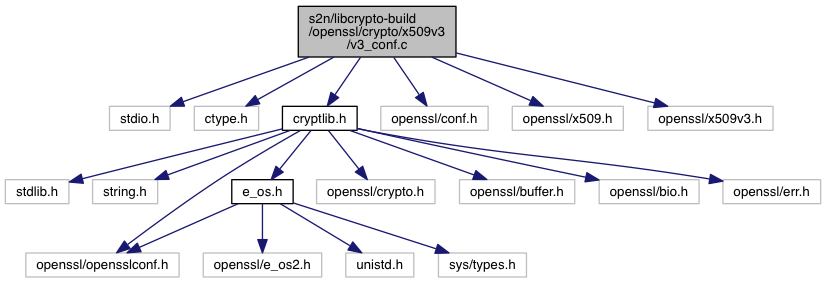 s2n/libcrypto-build
/openssl/crypto/x509v3
/v3_conf.c
stdio.h
ctype.h
cryptlib.h
openssl/conf.h
openssl/x509.h
openssl/x509v3.h
stdlib.h
string.h
e_os.h
openssl/crypto.h
openssl/buffer.h
openssl/bio.h
openssl/err.h
openssl/opensslconf.h
openssl/e_os2.h
unistd.h
sys/types.h